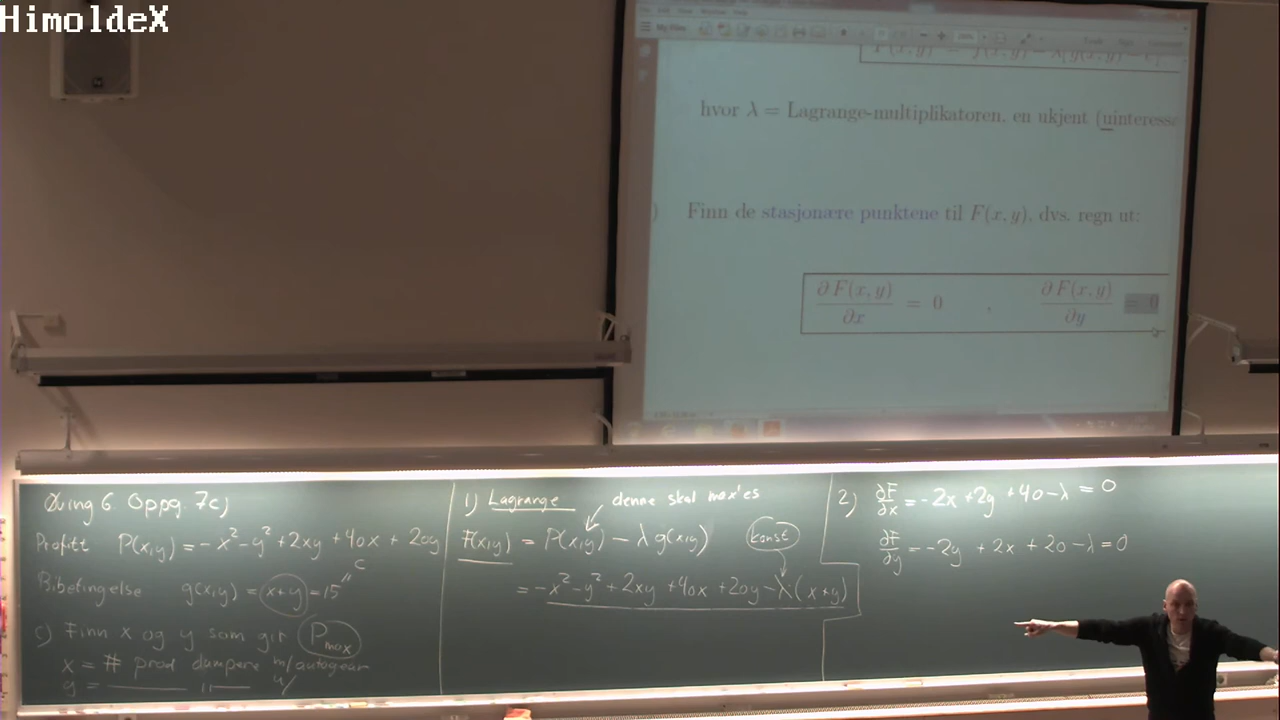 HimoldeX
hvor λ = Lagrange-multiplikatoren, en ukjent (uinteress
Finn de stasjonære punktene til F(x, y), dvs. regn ut:
∂F(x, y)/∂x = 0 , ∂F(x, y)/∂y = 0
Øving 6. Oppg. 7c)
Profitt P(x,y) = -x² - y² + 2xy + 40x + 20y
Bibetingelse g(x,y) = x+y = 15 " c
c) Finn x og y som gir Pmax
x = # prod dumpere m/autogear
y = —— " —— u/
1) Lagrange denne skal max'es
F(x,y) = P(x,y) - λ g(x,y) konst
= -x² - y² + 2xy + 40x + 20y - λ(x+y)
2) ∂F/∂x = -2x + 2y + 40 - λ = 0
∂F/∂y = -2y + 2x + 20 - λ = 0